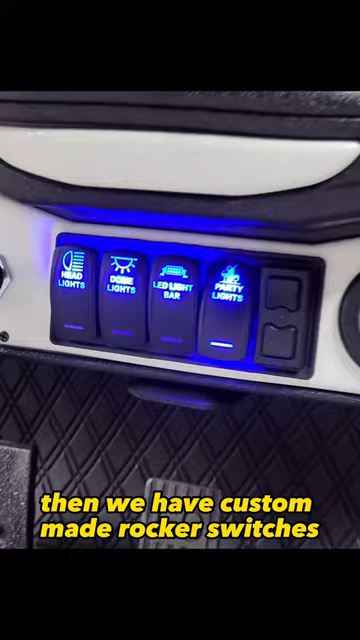 HEAD
LIGHTS
DOME
LIGHTS
LED LIGHT
BAR
PARTY
LIGHTS
then we have custom
made rocker switches